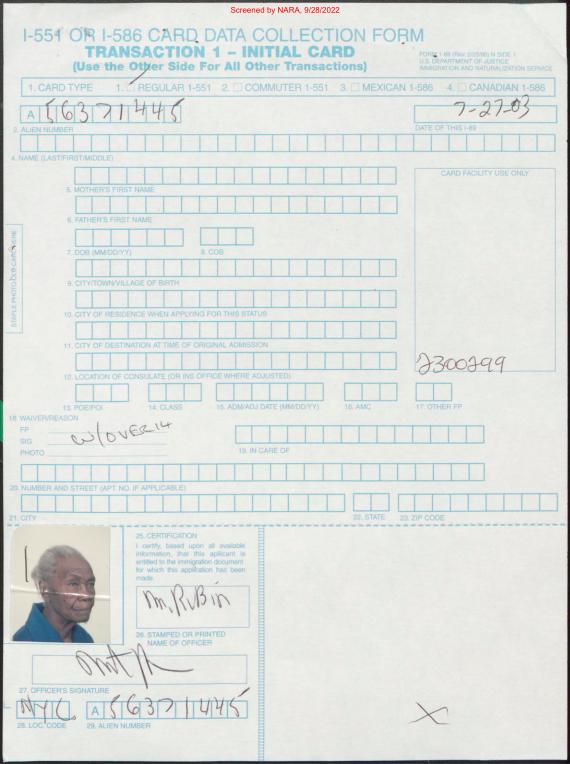 Screened by NARA, 9/28/2022
I-551 OR I-586 CARD DATA COLLECTION FORM
TRANSACTION 1 – INITIAL CARD
(Use the Other Side For All Other Transactions)
FORM I-89 (Rev. 2/25/98) N SIDE 1
U.S. DEPARTMENT OF JUSTICE
IMMIGRATION AND NATURALIZATION SERVICE
1. CARD TYPE 1. REGULAR 1-551 2. COMMUTER 1-551 3. MEXICAN 1-586 4. CANADIAN 1-586
A 56371445
7-27-03
2. ALIEN NUMBER
DATE OF THIS I-89
4. NAME (LAST/FIRST/MIDDLE)
CARD FACILITY USE ONLY
5. MOTHER'S FIRST NAME
6. FATHER'S FIRST NAME
7. DOB (MM/DD/YY) 8. COB
9. CITY/TOWN/VILLAGE OF BIRTH
10. CITY OF RESIDENCE WHEN APPLYING FOR THIS STATUS
11. CITY OF DESTINATION AT TIME OF ORIGINAL ADMISSION
2300299
12. LOCATION OF CONSULATE (OR INS OFFICE WHERE ADJUSTED)
13. POE/POI 14. CLASS 15. ADM/ADJ DATE (MM/DD/YY) 16. AMC 17. OTHER FP
18. WAIVER/REASON
FP
SIG W/OVER14
PHOTO
19. IN CARE OF
20. NUMBER AND STREET (APT NO. IF APPLICABLE)
21. CITY 22. STATE 23. ZIP CODE
25. CERTIFICATION
I certify, based upon all available
information, that this applicant is
entitled to the immigration document
for which this application has been
made.
M. RUBIN
26. STAMPED OR PRINTED
NAME OF OFFICER
27. OFFICER'S SIGNATURE
NYC A 56371445
28. LOC. CODE 29. ALIEN NUMBER
X